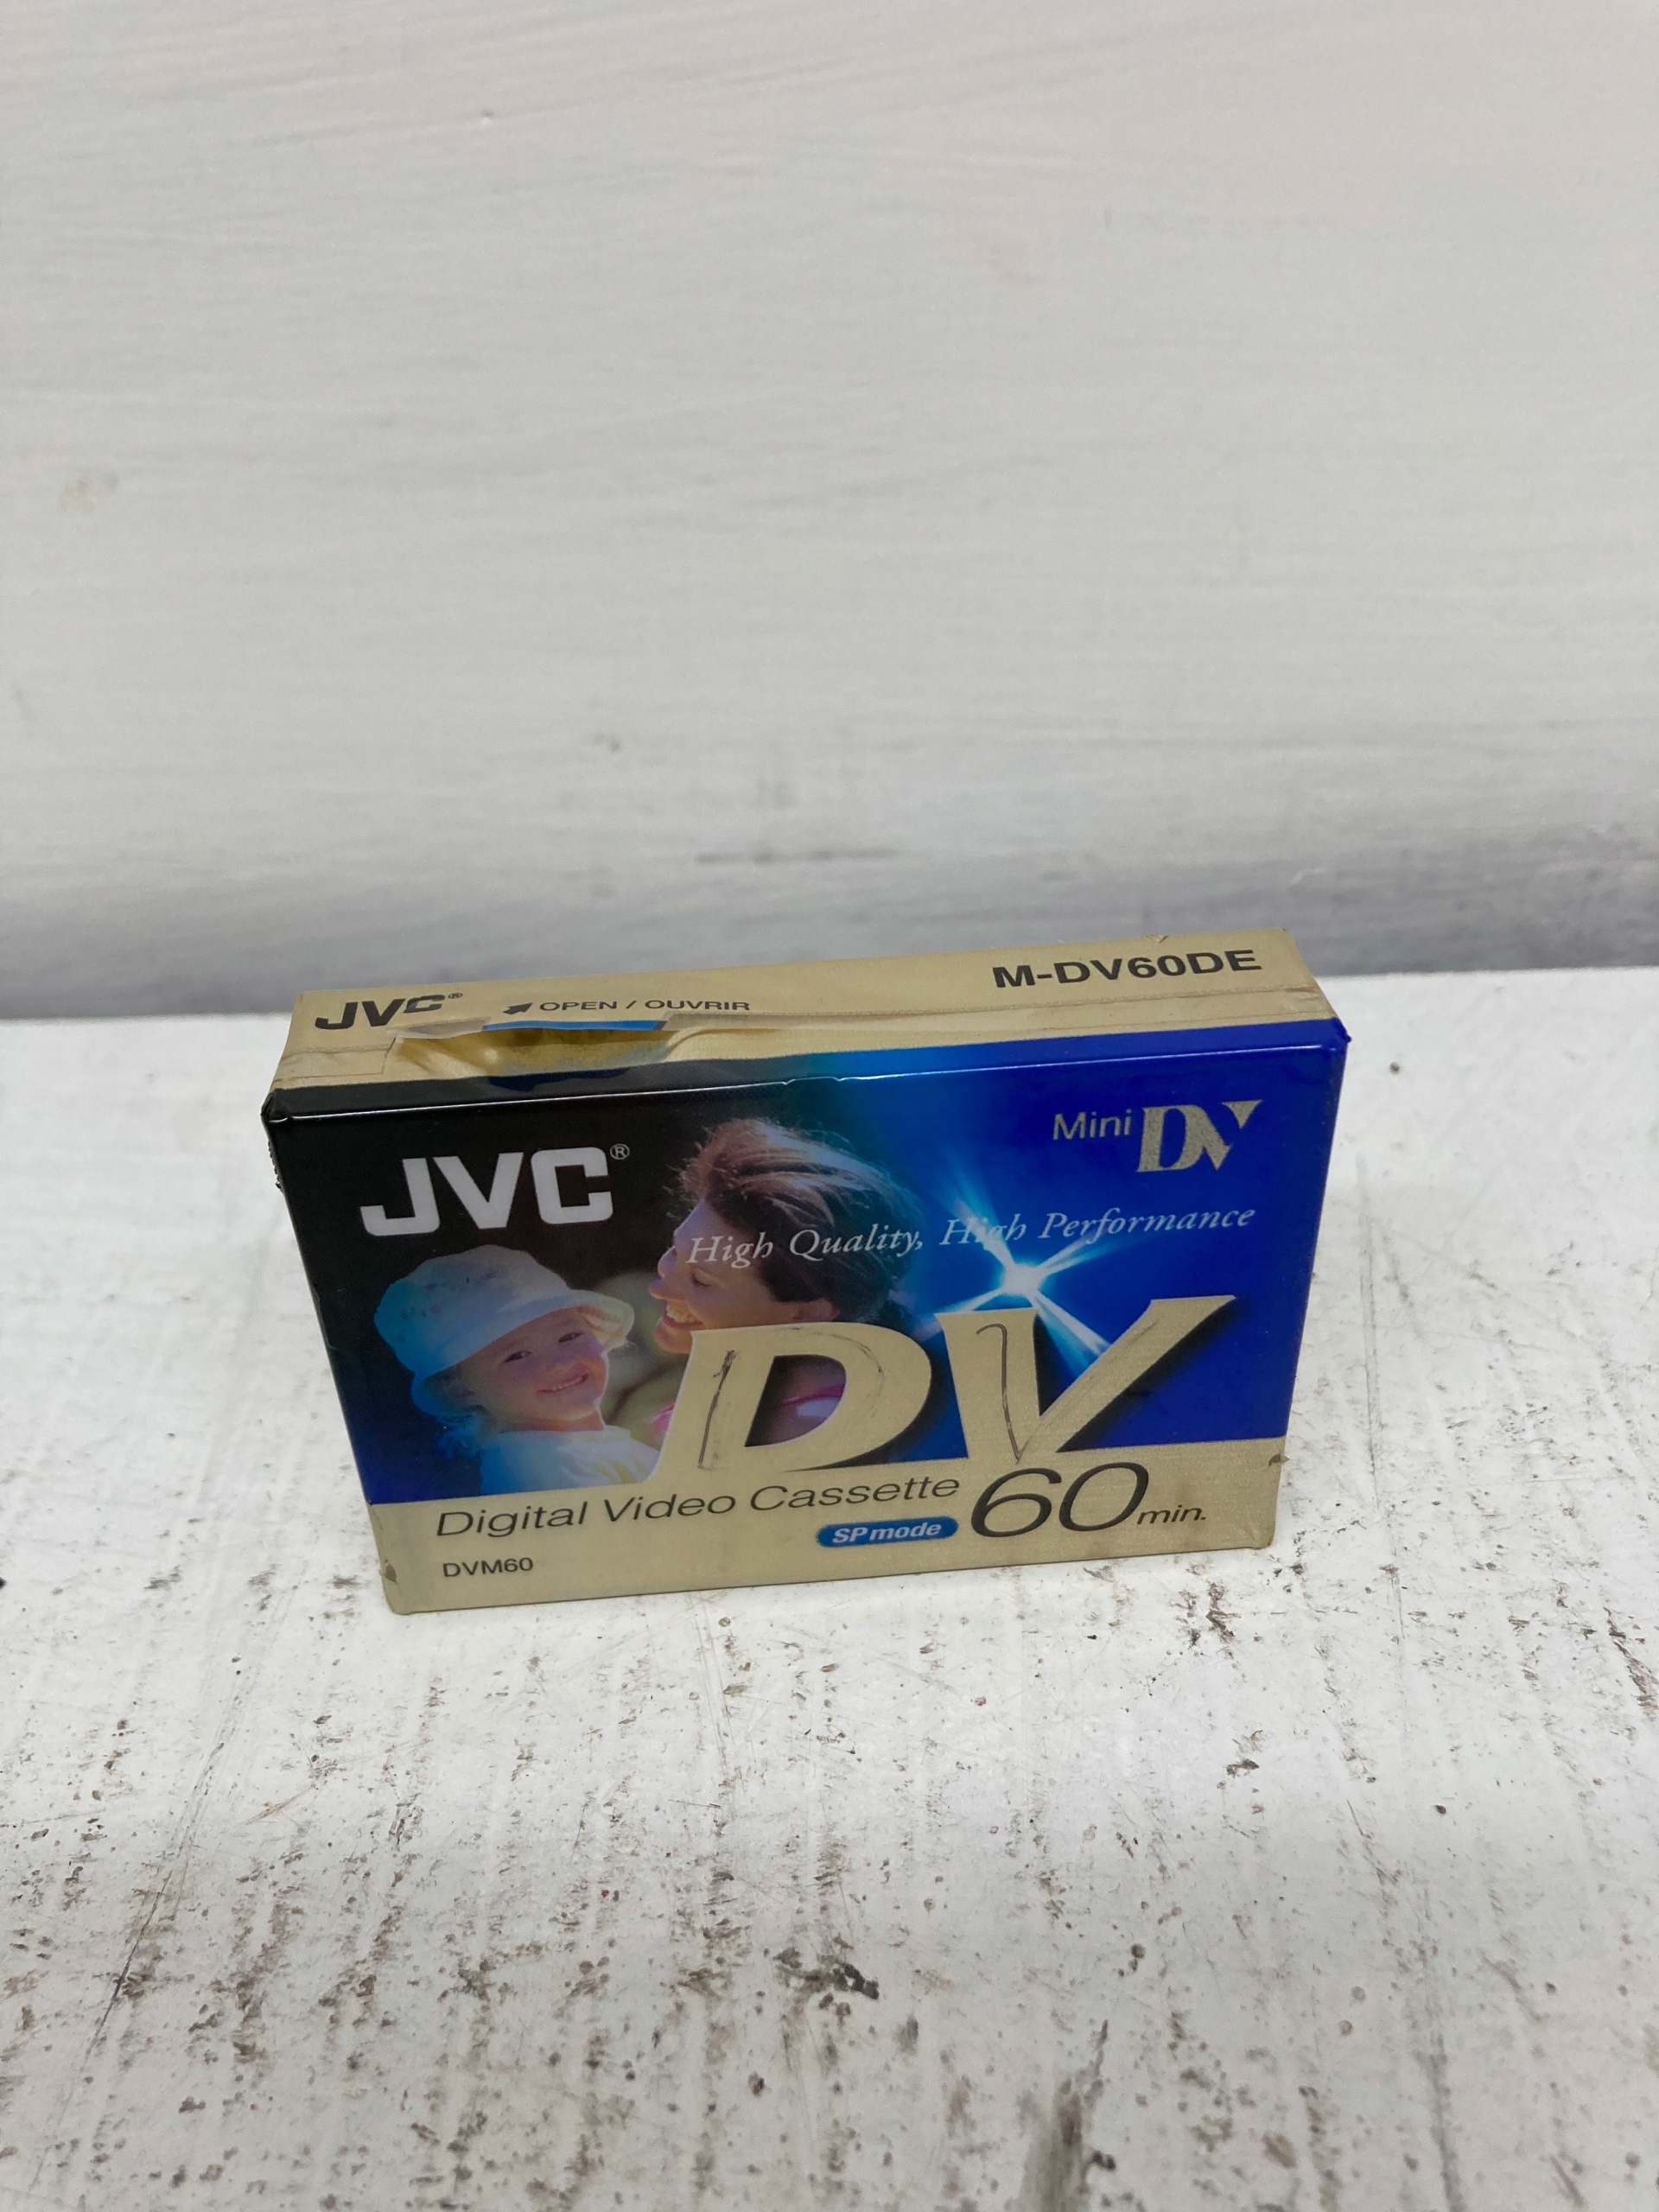 JVC® OPEN / OUVRIR M-DV60DE
JVC®
Mini DV
High Quality, High Performance
DV
Digital Video Cassette
SP mode 60 min.
DVM60